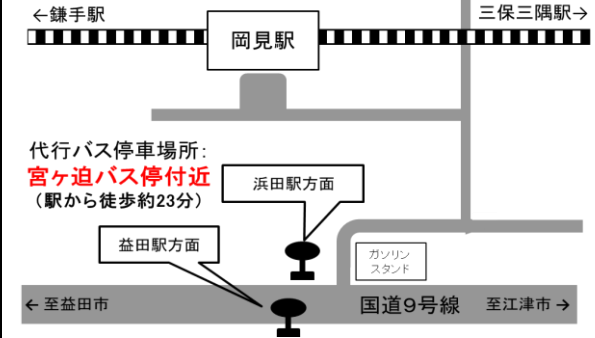 ←鎌手駅
三保三隅駅→
岡見駅
代行バス停車場所：
宮ヶ迫バス停付近
（駅から徒歩約23分）
浜田駅方面
益田駅方面
ガソリン
スタンド
← 至益田市
国道９号線
至江津市 →